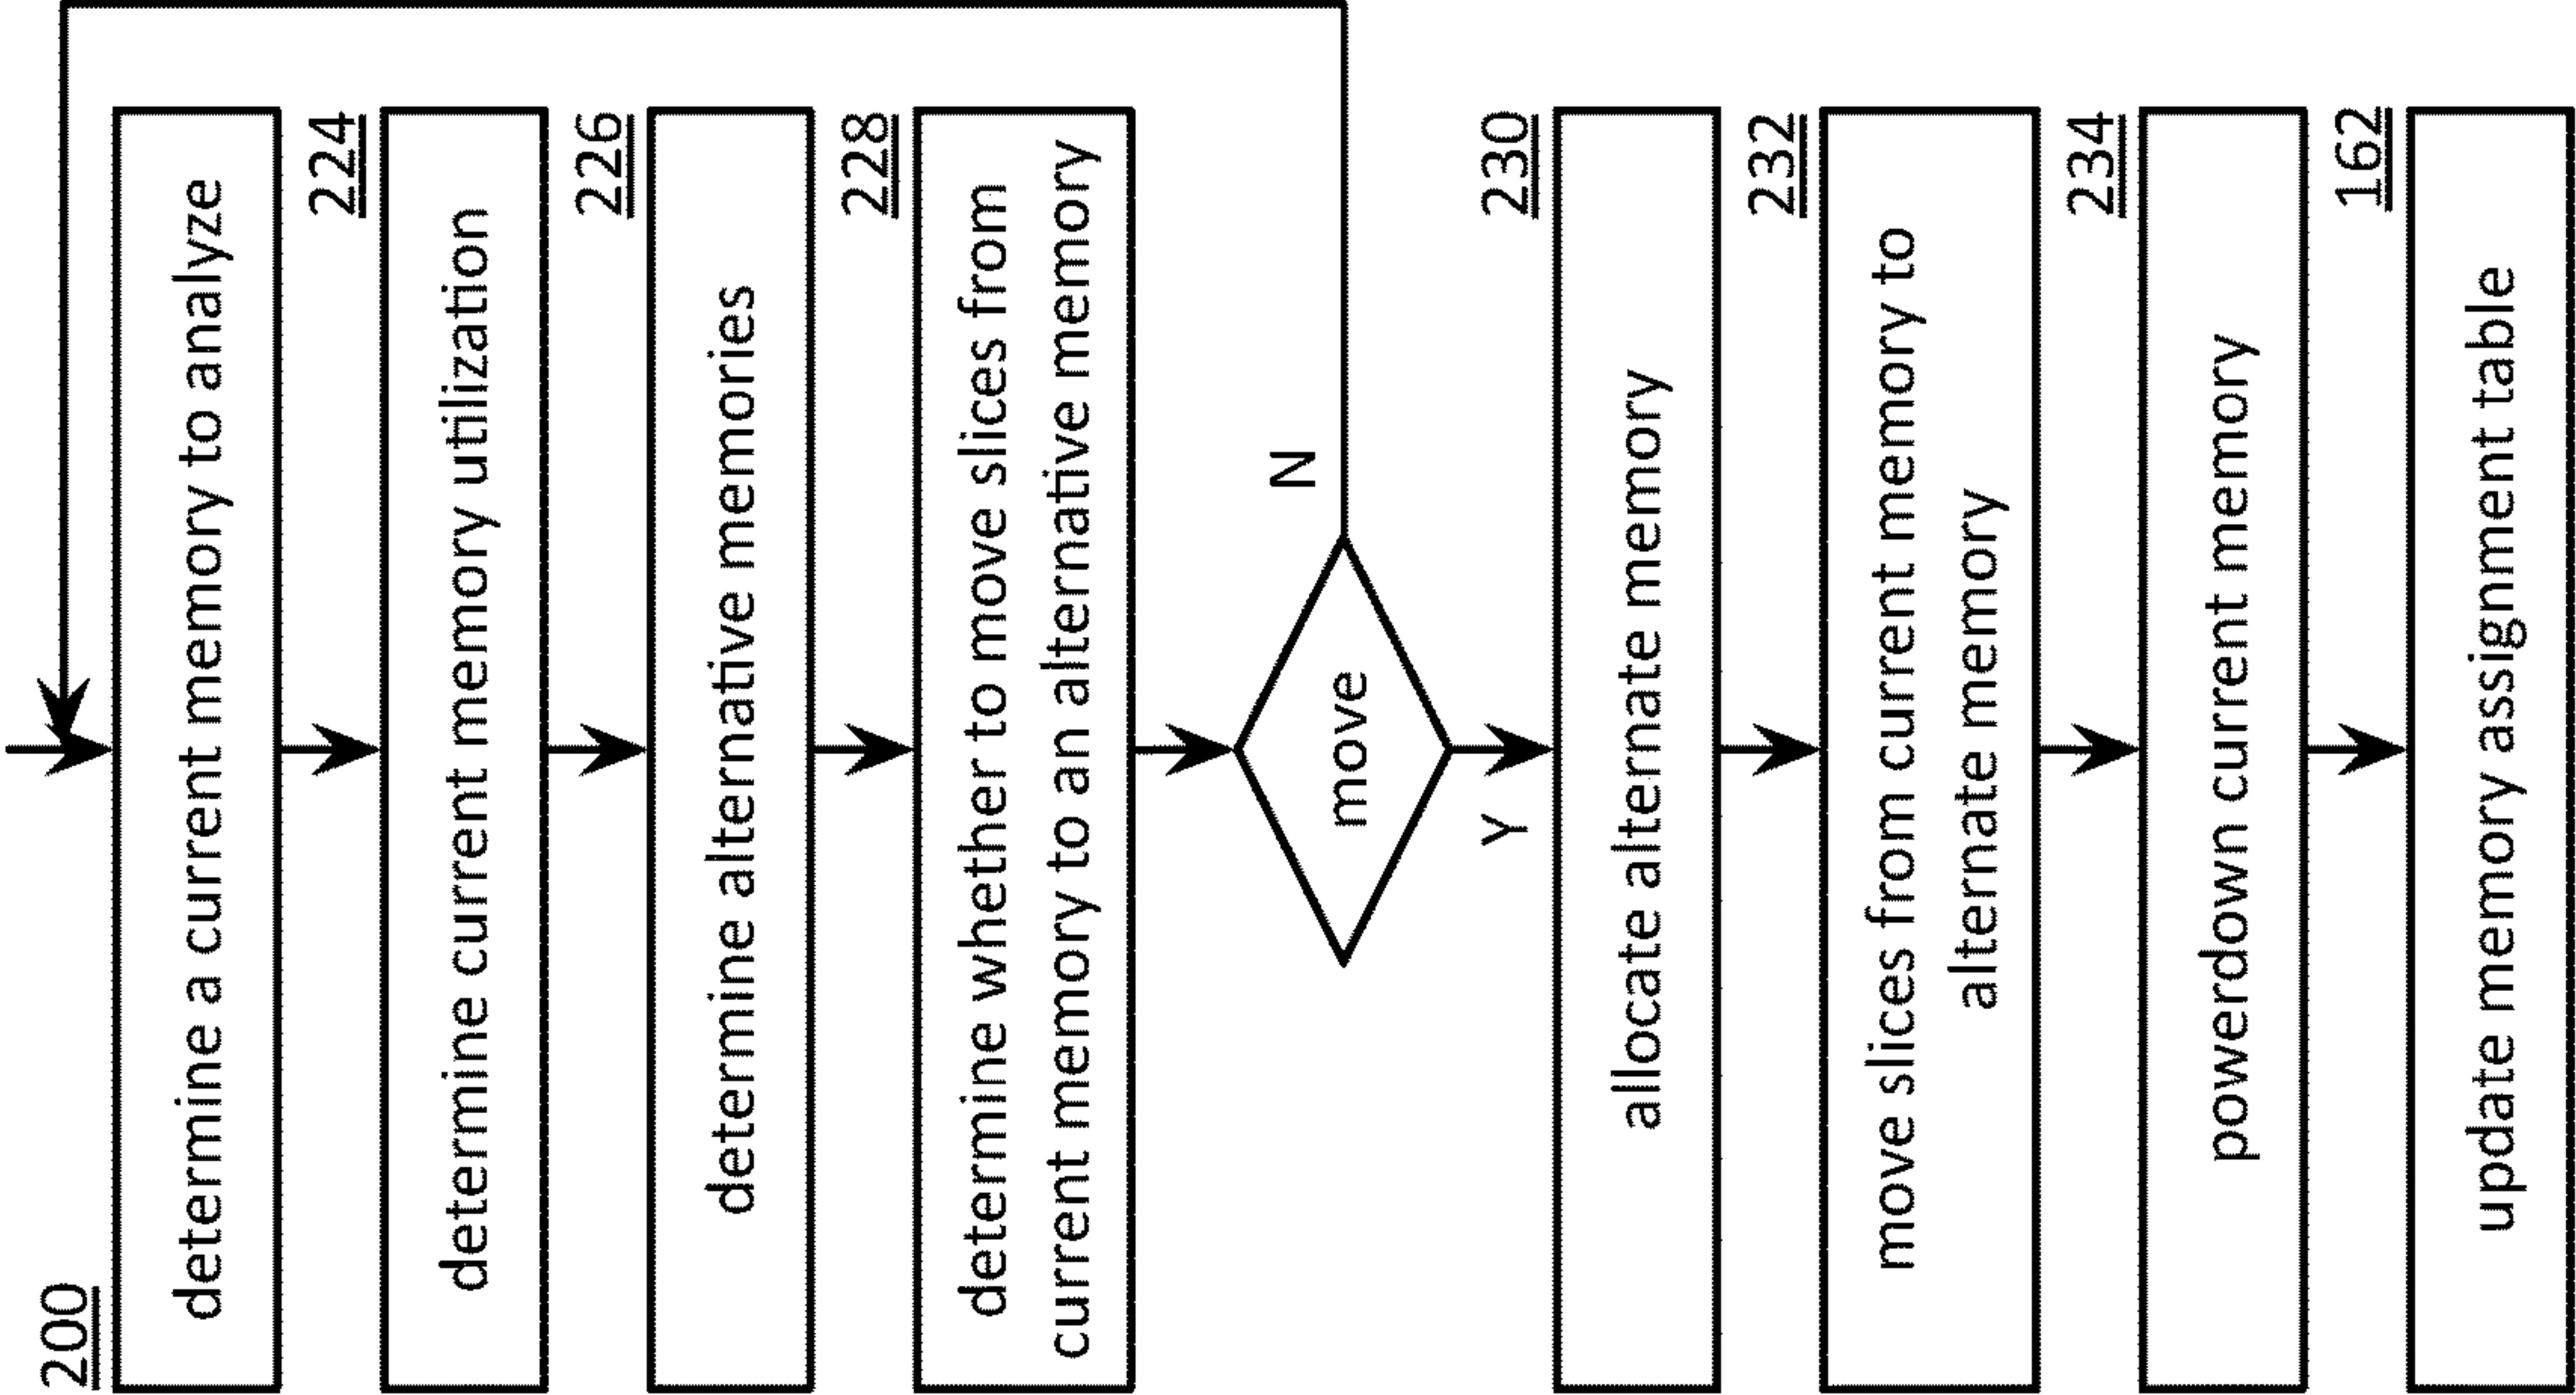 200
determine a current memory to analyze
224
determine current memory utilization
226
determine alternative memories
228
determine whether to move slices from
current memory to an alternative memory
move
N
Y
230
allocate alternate memory
232
move slices from current memory to
alternate memory
234
powerdown current memory
162
update memory assignment table